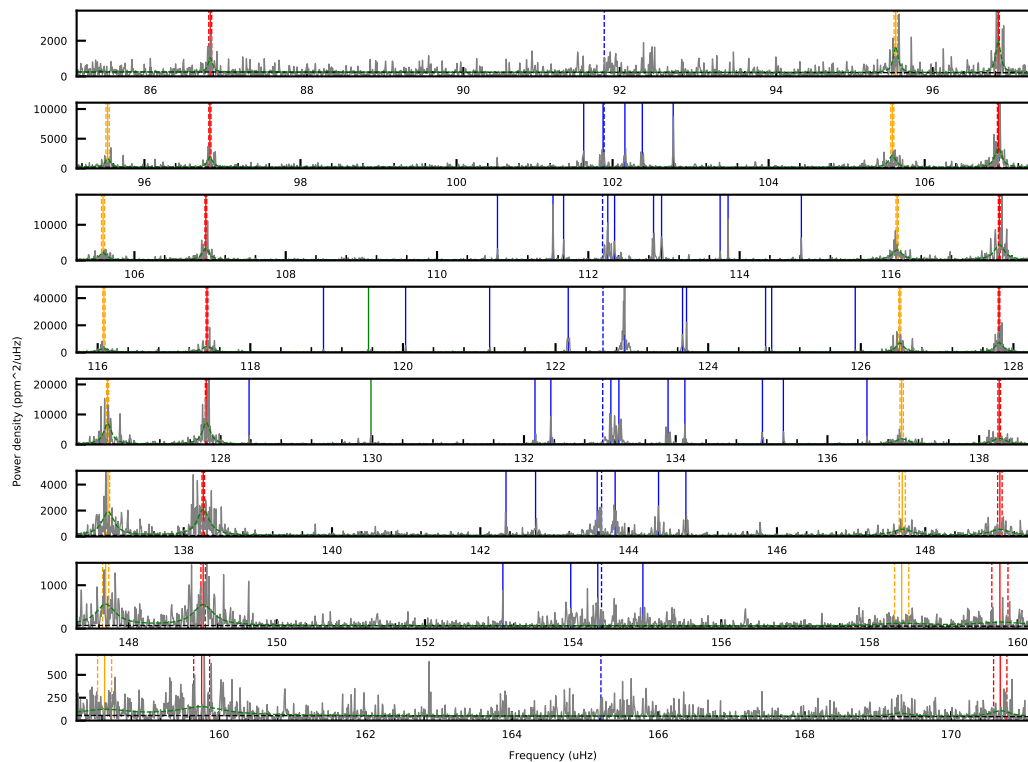 2000
0
86 88 90 92 94 96
10000
5000
0
96 98 100 102 104 106
10000
0
106 108 110 112 114 116
40000
20000
0
116 118 120 122 124 126 128
20000
10000
0
128 130 132 134 136 138
4000
2000
0
138 140 142 144 146 148
1000
0
148 150 152 154 156 158 160
500
250
0
160 162 164 166 168 170
Power density (ppm^2/uHz)
Frequency (uHz)